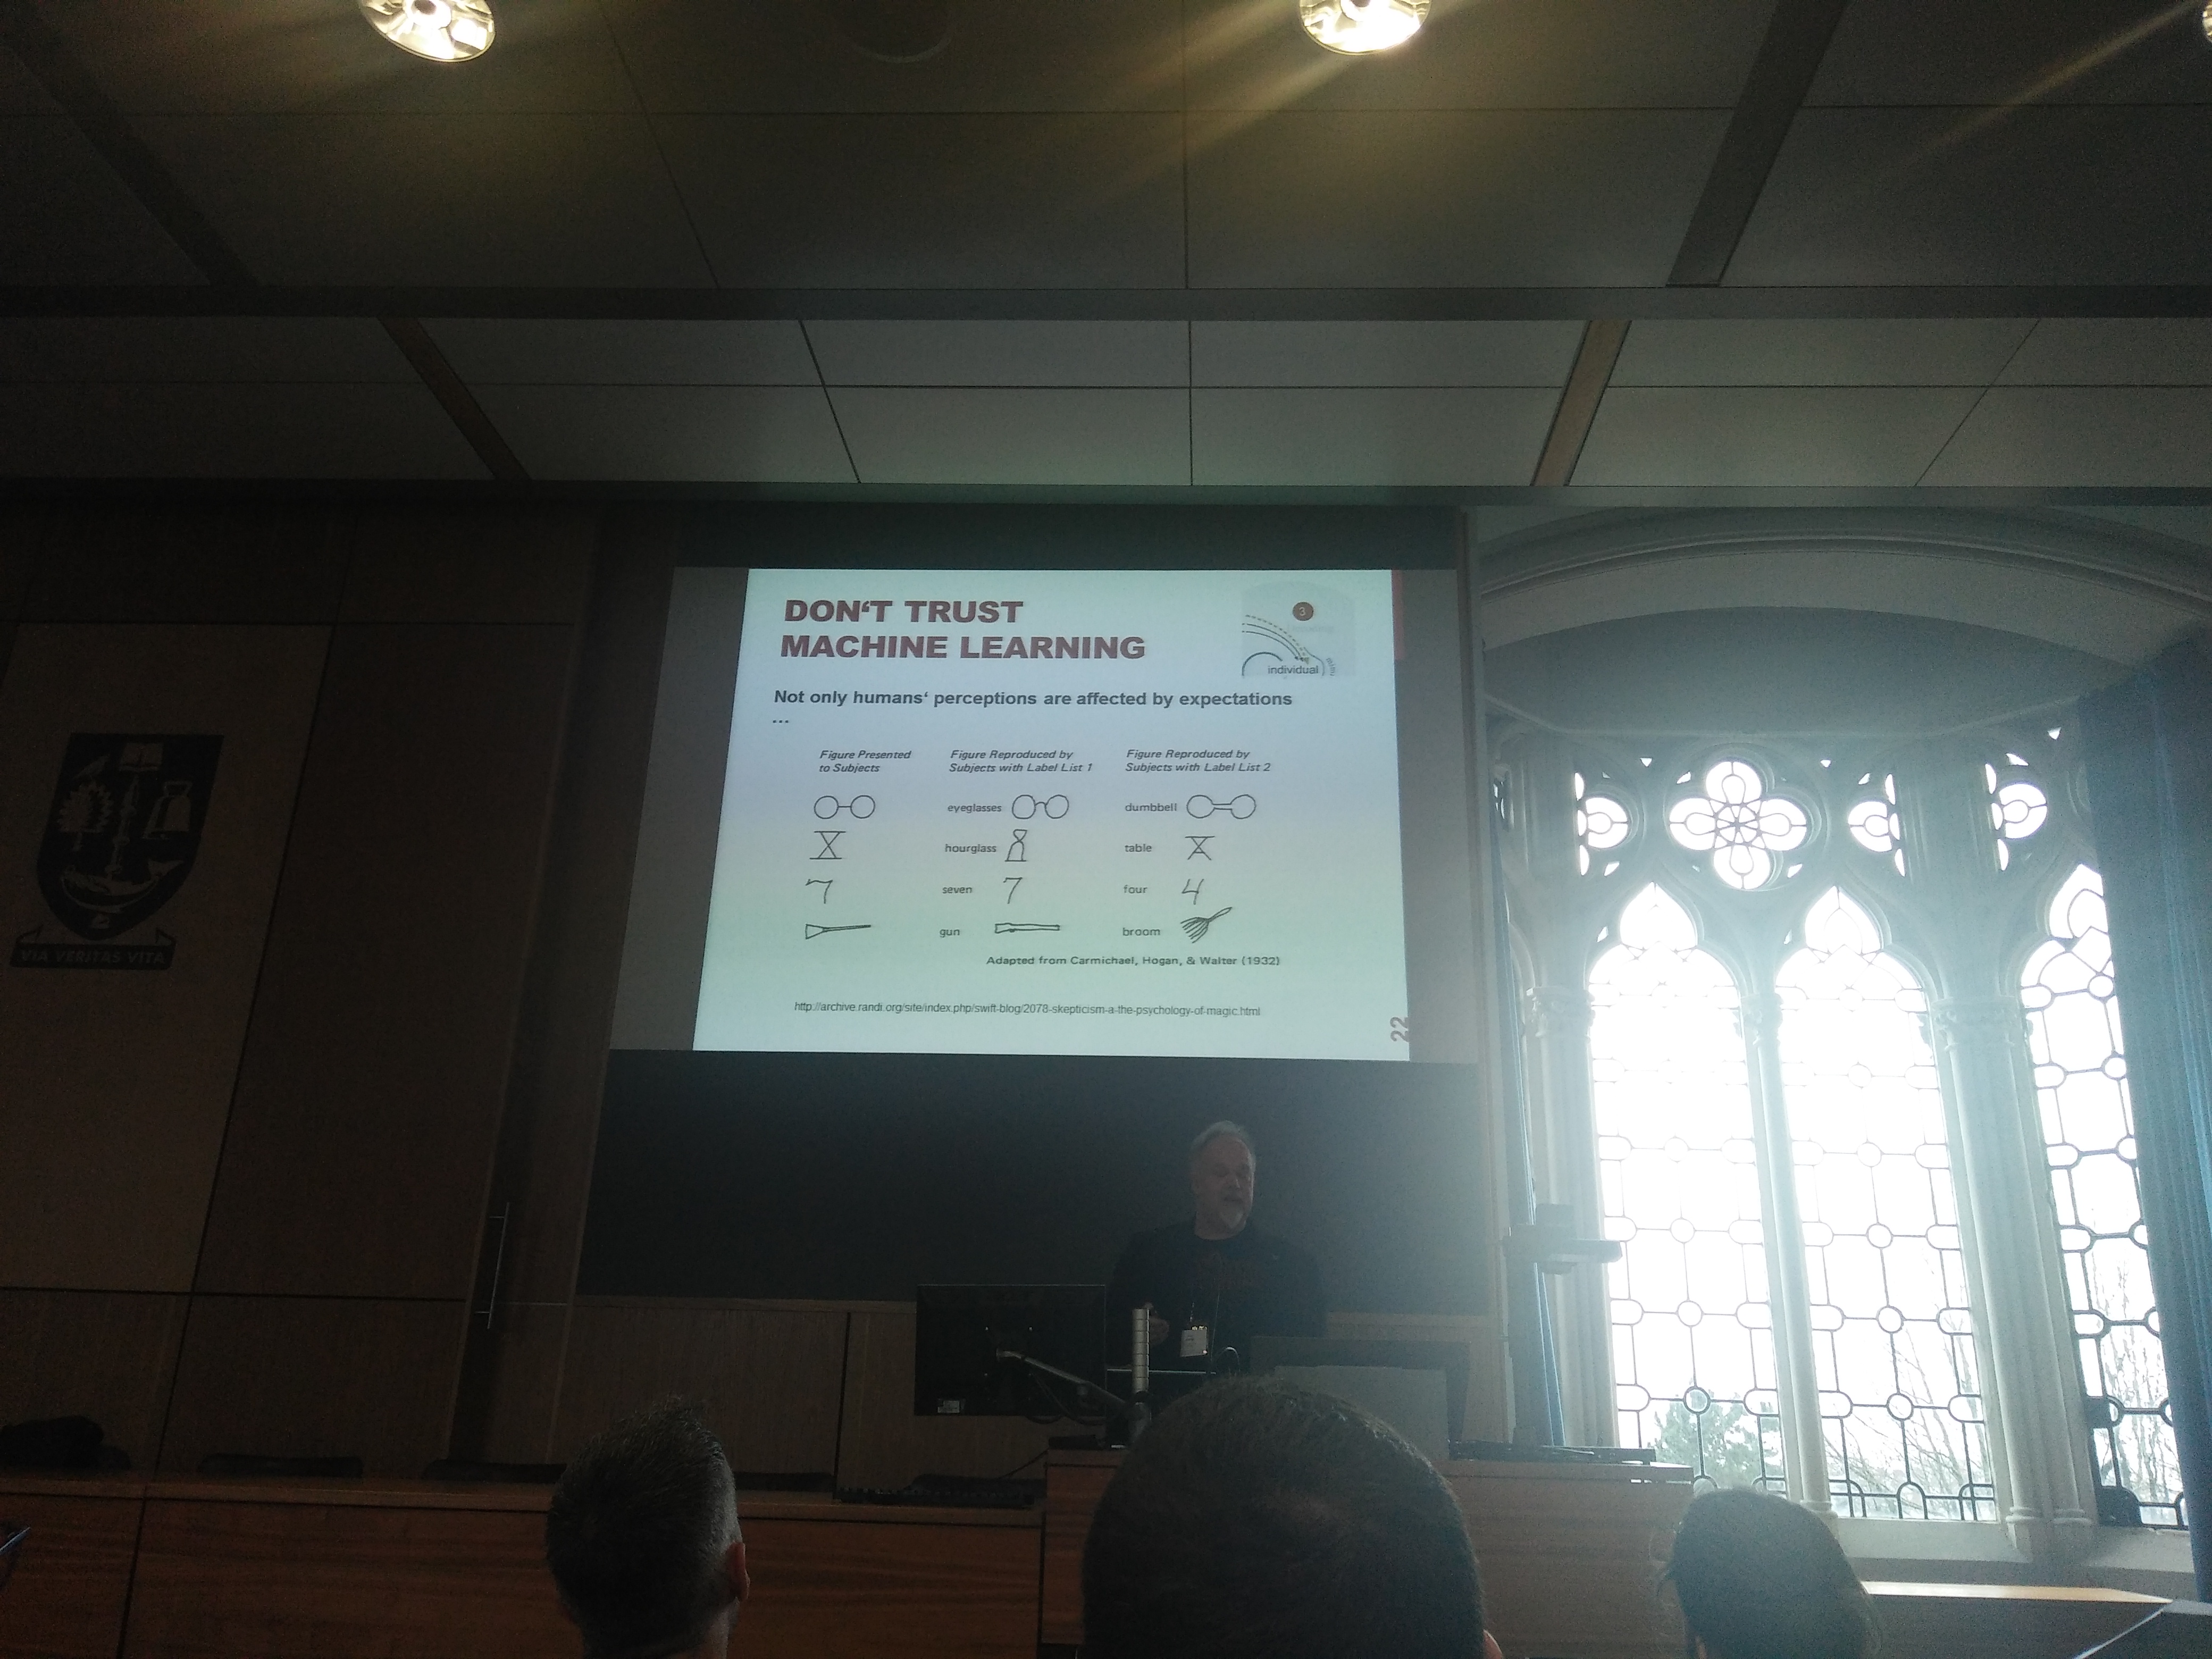 DON‘T TRUST
MACHINE LEARNING
3
individual
Not only humans‘ perceptions are affected by expectations
...
Figure Presented
to Subjects
Figure Reproduced by
Subjects with Label List 1
Figure Reproduced by
Subjects with Label List 2
eyeglasses
dumbbell
hourglass
table
7
seven
7
four
4
gun
broom
Adapted from Carmichael, Hogan, & Walter (1932)
http://archive.randi.org/site/index.php/swift-blog/2078-skepticism-a-the-psychology-of-magic.html
22
VIA VERITAS VITA